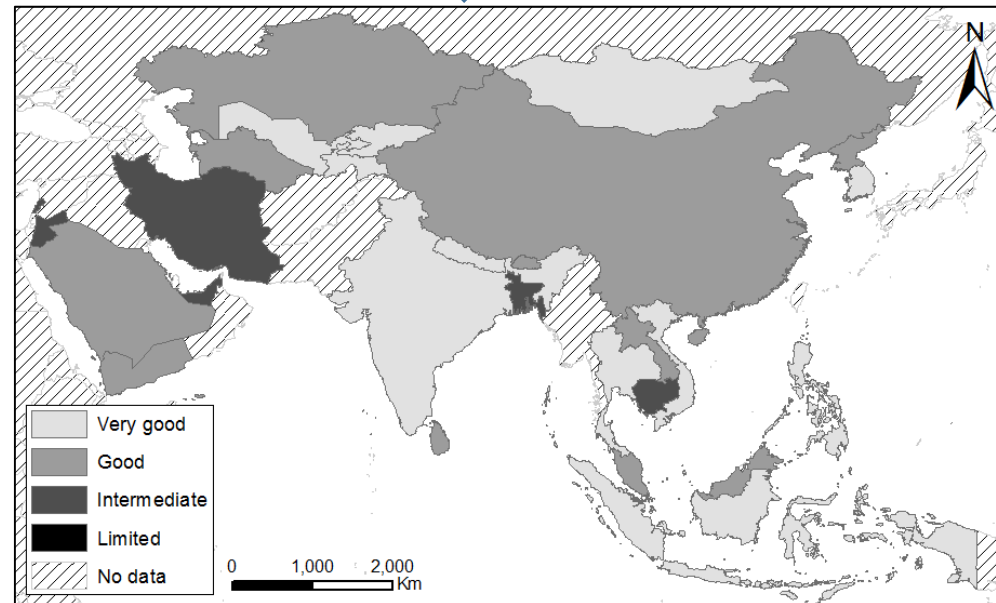 N
Very good
Good
Intermediate
Limited
No data
0 1,000 2,000
Km